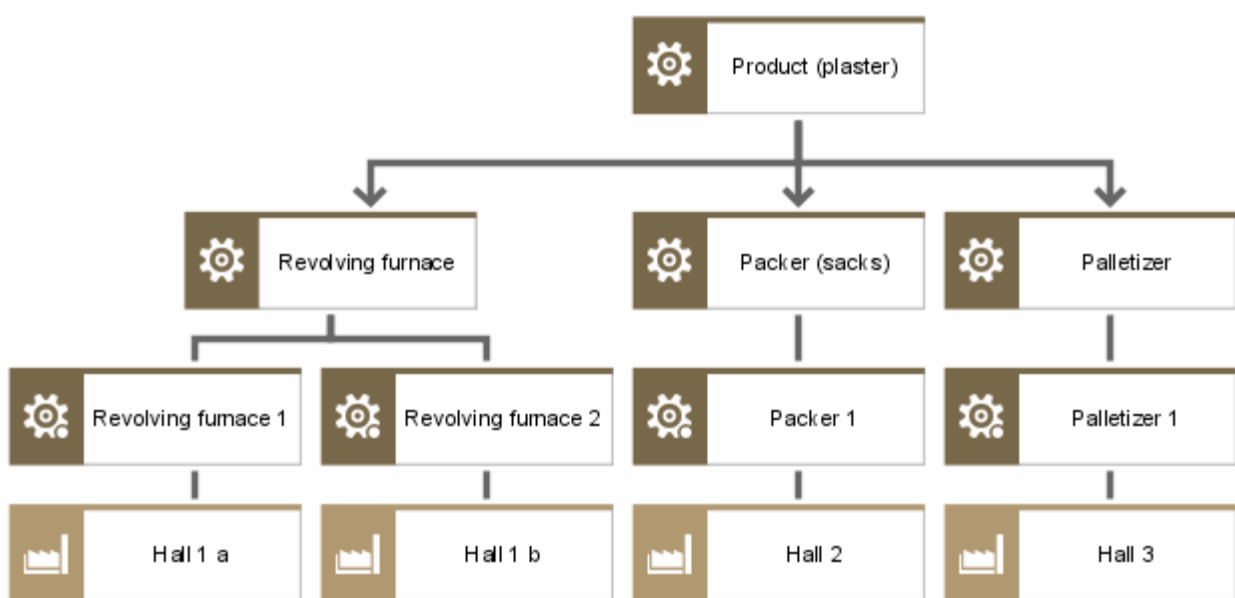 Product (plaster)
Revolving furnace
Packer (sacks)
Palletizer
Revolving furnace 1
Revolving furnace 2
Packer 1
Palletizer 1
Hall 1 a
Hall 1 b
Hall 2
Hall 3